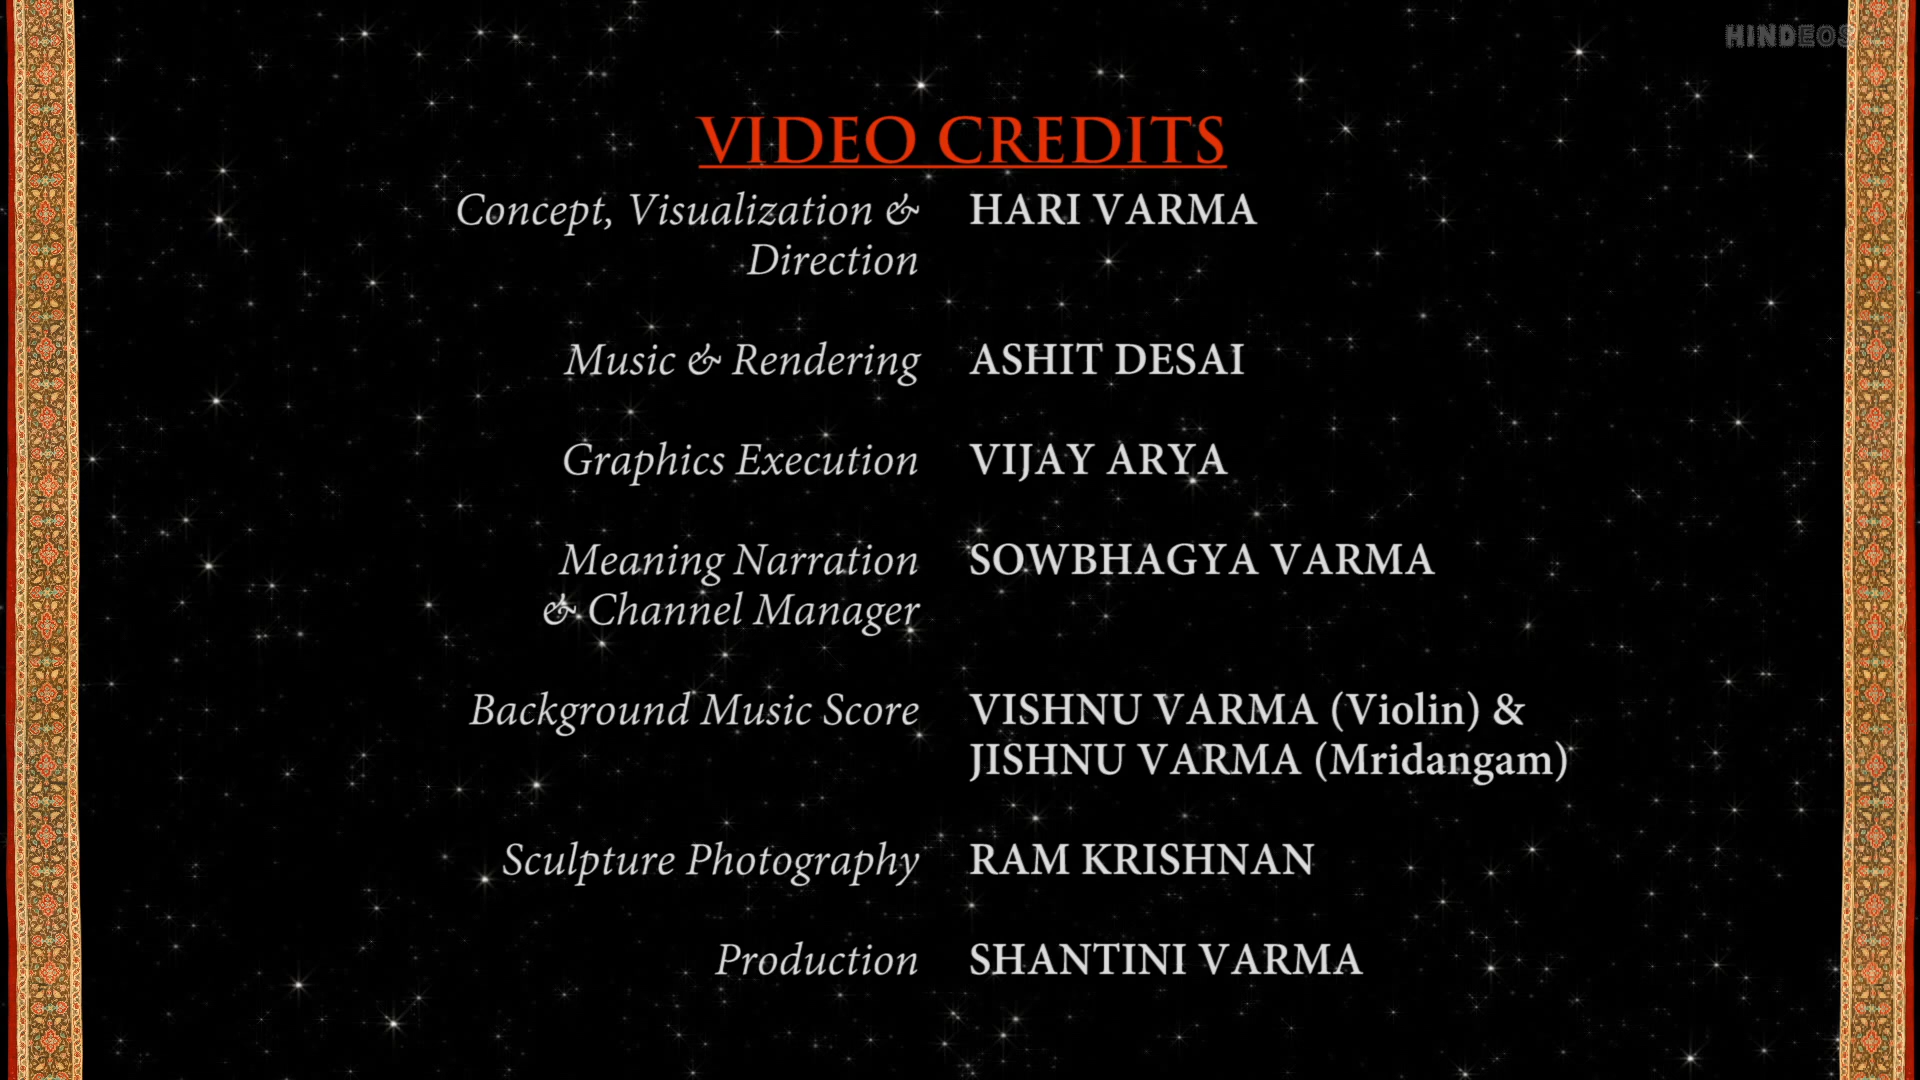 HINDEOS
VIDEO CREDITS
Concept, Visualization & HARI VARMA
Direction
Music & Rendering ASHIT DESAI
Graphics Execution VIJAY ARYA
Meaning Narration SOWBHAGYA VARMA
& Channel Manager
Background Music Score VISHNU VARMA (Violin) &
JISHNU VARMA (Mridangam)
Sculpture Photography RAM KRISHNAN
Production SHANTINI VARMA